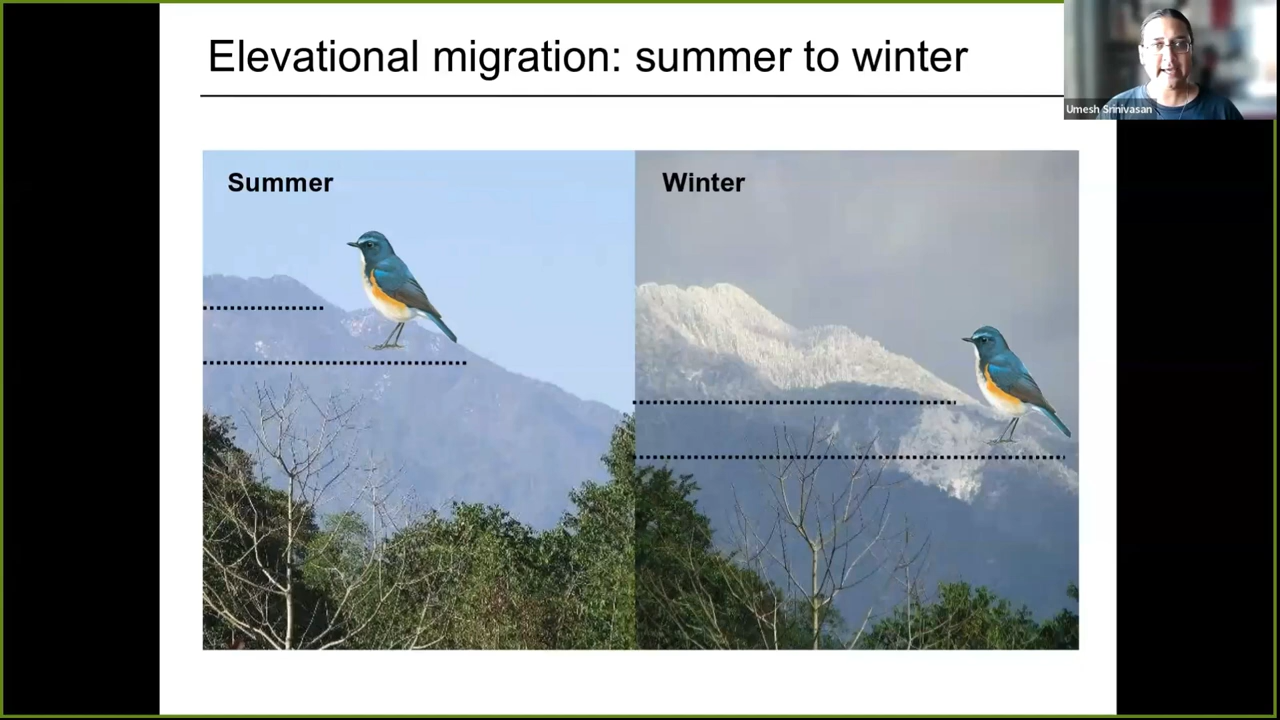 Elevational migration: summer to winter
Umesh Srinivasan
Summer
Winter